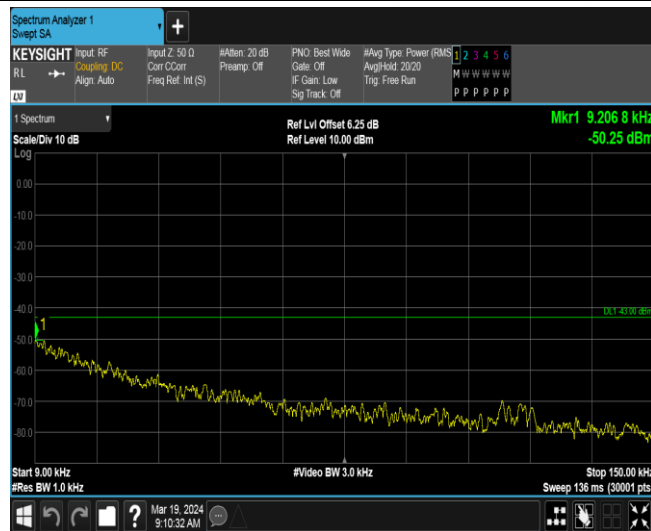 Spectrum Analyzer 1
Swept SA
KEYSIGHT
RL
Input: RF
Coupling: DC
Align: Auto
Input Z: 50 Ω
Corr CCorr
Freq Ref: Int (S)
#Atten: 20 dB
Preamp: Off
PNO: Best Wide
Gate: Off
IF Gain: Low
Sig Track: Off
#Avg Type: Power (RMS
Avg|Hold: 20/20
Trig: Free Run
1 2 3 4 5 6
M W W W W W
P P P P P P
1 Spectrum
Scale/Div 10 dB
Log
Ref Lvl Offset 6.25 dB
Ref Level 10.00 dBm
Mkr1 9.206 8 kHz
-50.25 dBm
0.00
-10.0
-20.0
-30.0
-40.0
-50.0
-60.0
-70.0
-80.0
1
DL1 -43.00 dBm
Start 9.00 kHz
#Res BW 1.0 kHz
#Video BW 3.0 kHz
Stop 150.00 kHz
Sweep 136 ms (30001 pts
?
Mar 19, 2024
9:10:32 AM